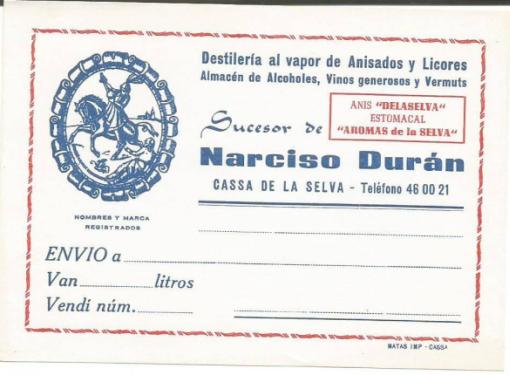 Destilería al vapor de Anisados y Licores
Almacén de Alcoholes, Vinos generosos y Vermuts
ANIS "DELASELVA"
ESTOMACAL
"AROMAS de la SELVA"
Sucesor de
Narciso Durán
CASSA DE LA SELVA - Teléfono 46 00 21
NOMBRES Y MARCA
REGISTRADOS
ENVIO a
Van litros
Vendí núm.
MATAS IMP - CASSA